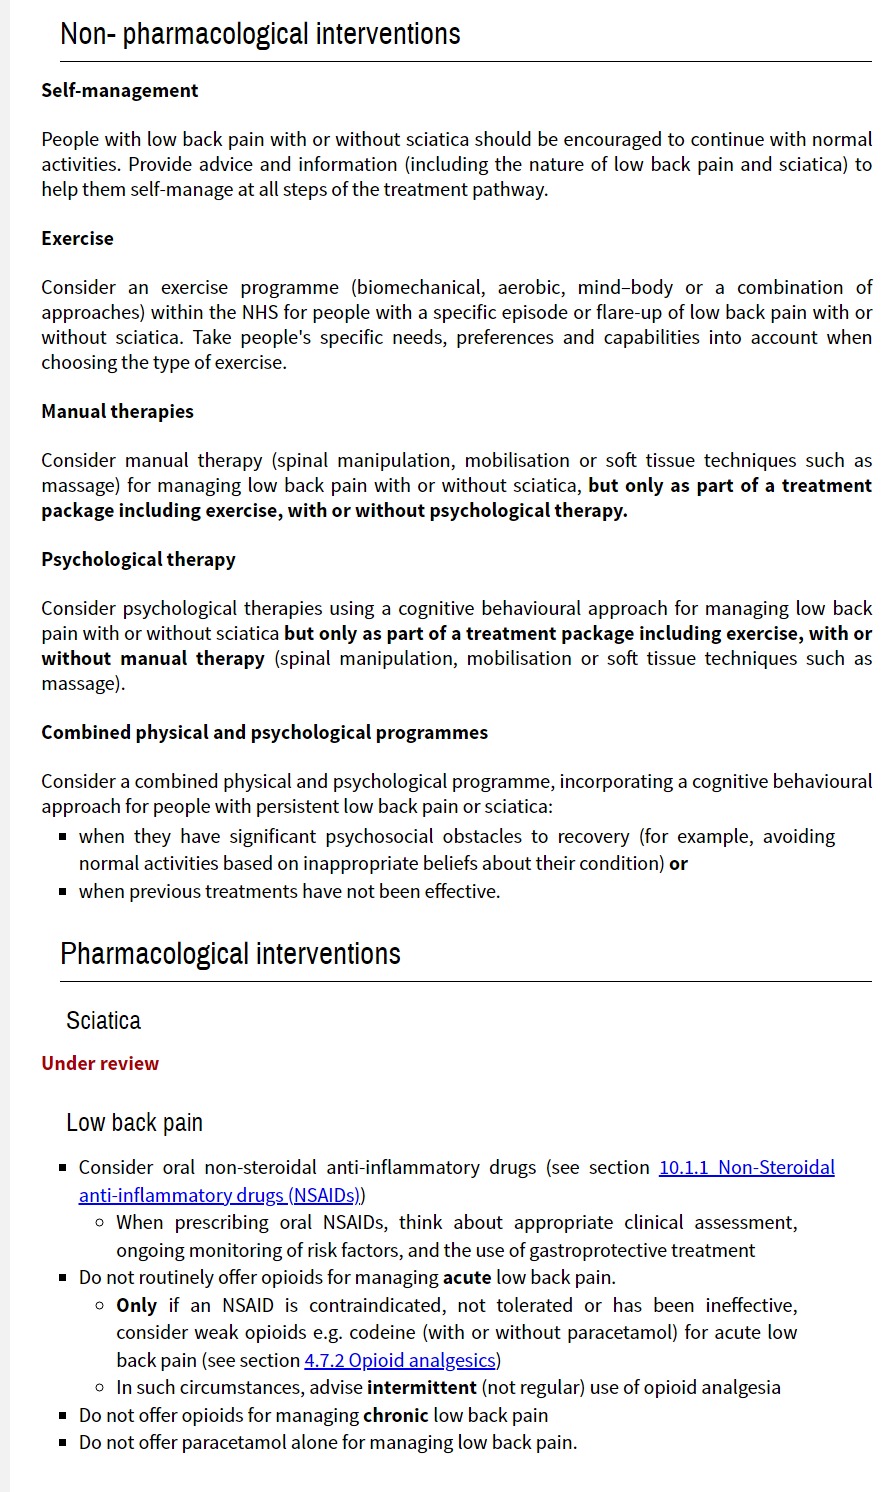 Non- pharmacological interventions
Self-management
People with low back pain with or without sciatica should be encouraged to continue with normal
activities. Provide advice and information (including the nature of low back pain and sciatica) to
help them self-manage at all steps of the treatment pathway.
Exercise
Consider an exercise programme (biomechanical, aerobic, mind–body or a combination of
approaches) within the NHS for people with a specific episode or flare-up of low back pain with or
without sciatica. Take people's specific needs, preferences and capabilities into account when
choosing the type of exercise.
Manual therapies
Consider manual therapy (spinal manipulation, mobilisation or soft tissue techniques such as
massage) for managing low back pain with or without sciatica, but only as part of a treatment
package including exercise, with or without psychological therapy.
Psychological therapy
Consider psychological therapies using a cognitive behavioural approach for managing low back
pain with or without sciatica but only as part of a treatment package including exercise, with or
without manual therapy (spinal manipulation, mobilisation or soft tissue techniques such as
massage).
Combined physical and psychological programmes
Consider a combined physical and psychological programme, incorporating a cognitive behavioural
approach for people with persistent low back pain or sciatica:
▪ when they have significant psychosocial obstacles to recovery (for example, avoiding
normal activities based on inappropriate beliefs about their condition) or
▪ when previous treatments have not been effective.
Pharmacological interventions
Sciatica
Under review
Low back pain
▪ Consider oral non-steroidal anti-inflammatory drugs (see section 10.1.1 Non-Steroidal
anti-inflammatory drugs (NSAIDs))
◦ When prescribing oral NSAIDs, think about appropriate clinical assessment,
ongoing monitoring of risk factors, and the use of gastroprotective treatment
▪ Do not routinely offer opioids for managing acute low back pain.
◦ Only if an NSAID is contraindicated, not tolerated or has been ineffective,
consider weak opioids e.g. codeine (with or without paracetamol) for acute low
back pain (see section 4.7.2 Opioid analgesics)
◦ In such circumstances, advise intermittent (not regular) use of opioid analgesia
▪ Do not offer opioids for managing chronic low back pain
▪ Do not offer paracetamol alone for managing low back pain.